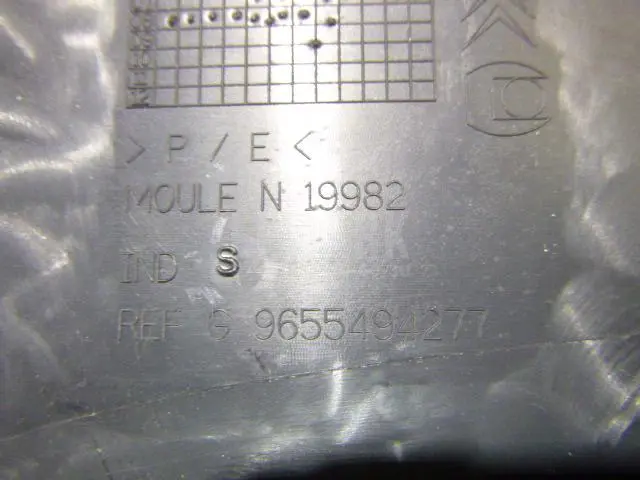 > P / E <
MOULE N 19982
IND S
REF G 9655494277